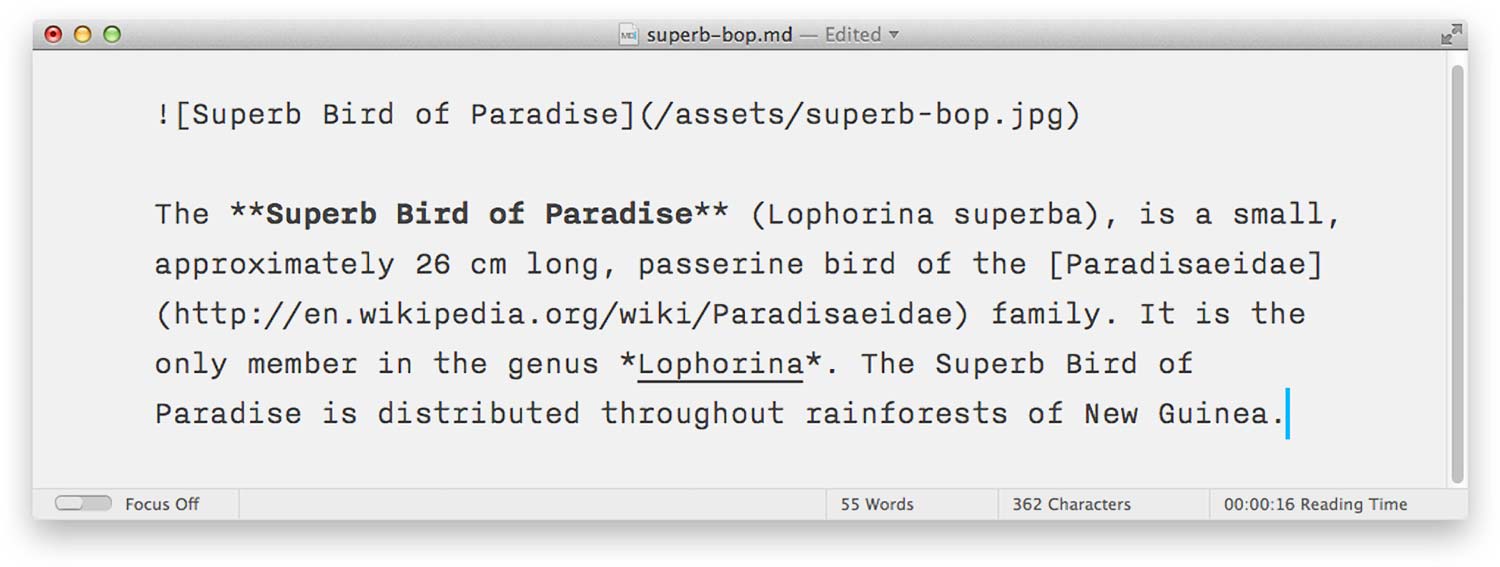 superb-bop.md — Edited
![Superb Bird of Paradise](/assets/superb-bop.jpg)
The **Superb Bird of Paradise** (Lophorina superba), is a small,
approximately 26 cm long, passerine bird of the [Paradisaeidae]
(http://en.wikipedia.org/wiki/Paradisaeidae) family. It is the
only member in the genus *Lophorina*. The Superb Bird of
Paradise is distributed throughout rainforests of New Guinea.
Focus Off 55 Words 362 Characters 00:00:16 Reading Time